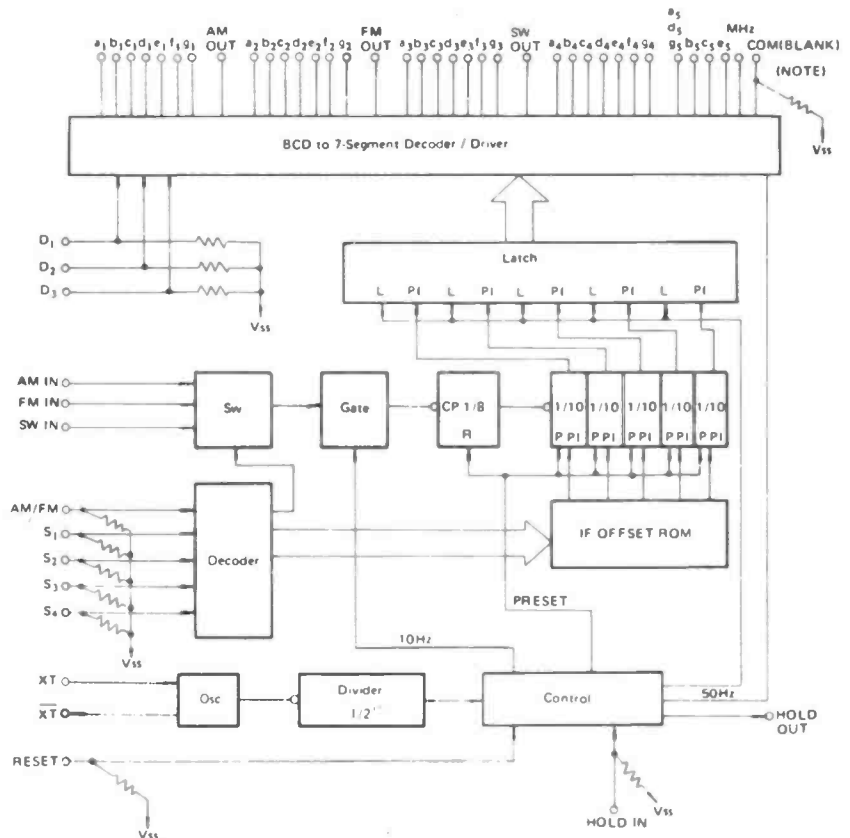 AM OUT
FM OUT
SW OUT
MHz
a₁ b₁ c₁ d₁ e₁ f₁ g₁
a₂ b₂ c₂ d₂ e₂ f₂ g₂
a₃ b₃ c₃ d₃ e₃ f₃ g₃
a₄ b₄ c₄ d₄ e₄ f₄ g₄
a₅
d₅
g₅ b₅ c₅ e₅
COM(BLANK)
(NOTE)
Vss
BCD to 7-Segment Decoder / Driver
D₁
D₂
D₃
Vss
Latch
L PI L PI L PI L PI L PI
AM IN
FM IN
SW IN
Sw
Gate
CP 1/8
R
1/10 1/10 1/10 1/10 1/10
P PI P PI P PI P PI P PI
AM/FM
S₁
S₂
S₃
S₄
Vss
Decoder
IF OFFSET ROM
PRESET
10Hz
XT
X̅T̅
Osc
Divider
Control
50Hz
HOLD OUT
RESET
Vss
Vss
HOLD IN